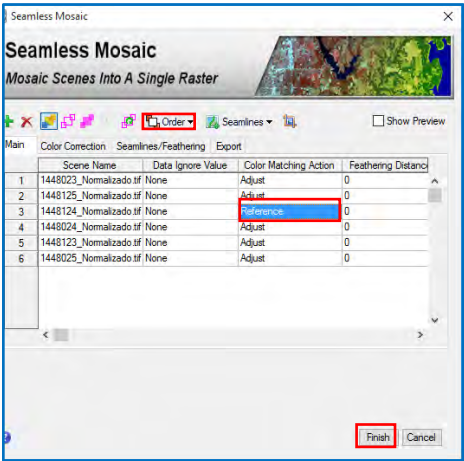 Seamless Mosaic
Seamless Mosaic
Mosaic Scenes Into A Single Raster
Order Seamlines Show Preview
Main Color Correction Seamlines/Feathering Export
Scene Name Data Ignore Value Color Matching Action Feathering Distance
1 1448023_Normalizado.tif None Adjust 0
2 1448125_Normalizado.tif None Adjust 0
3 1448124_Normalizado.tif None Reference 0
4 1448024_Normalizado.tif None Adjust 0
5 1448123_Normalizado.tif None Adjust 0
6 1448025_Normalizado.tif None Adjust 0
Finish Cancel